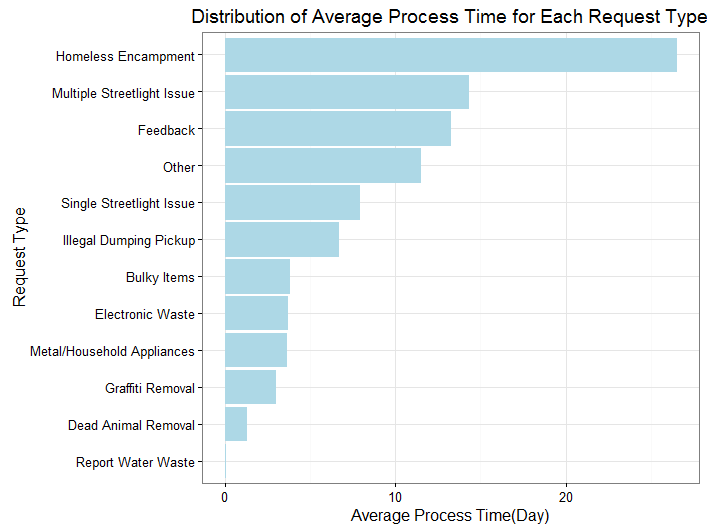 Distribution of Average Process Time for Each Request Type
Request Type
Homeless Encampment
Multiple Streetlight Issue
Feedback
Other
Single Streetlight Issue
Illegal Dumping Pickup
Bulky Items
Electronic Waste
Metal/Household Appliances
Graffiti Removal
Dead Animal Removal
Report Water Waste
0 10 20
Average Process Time(Day)